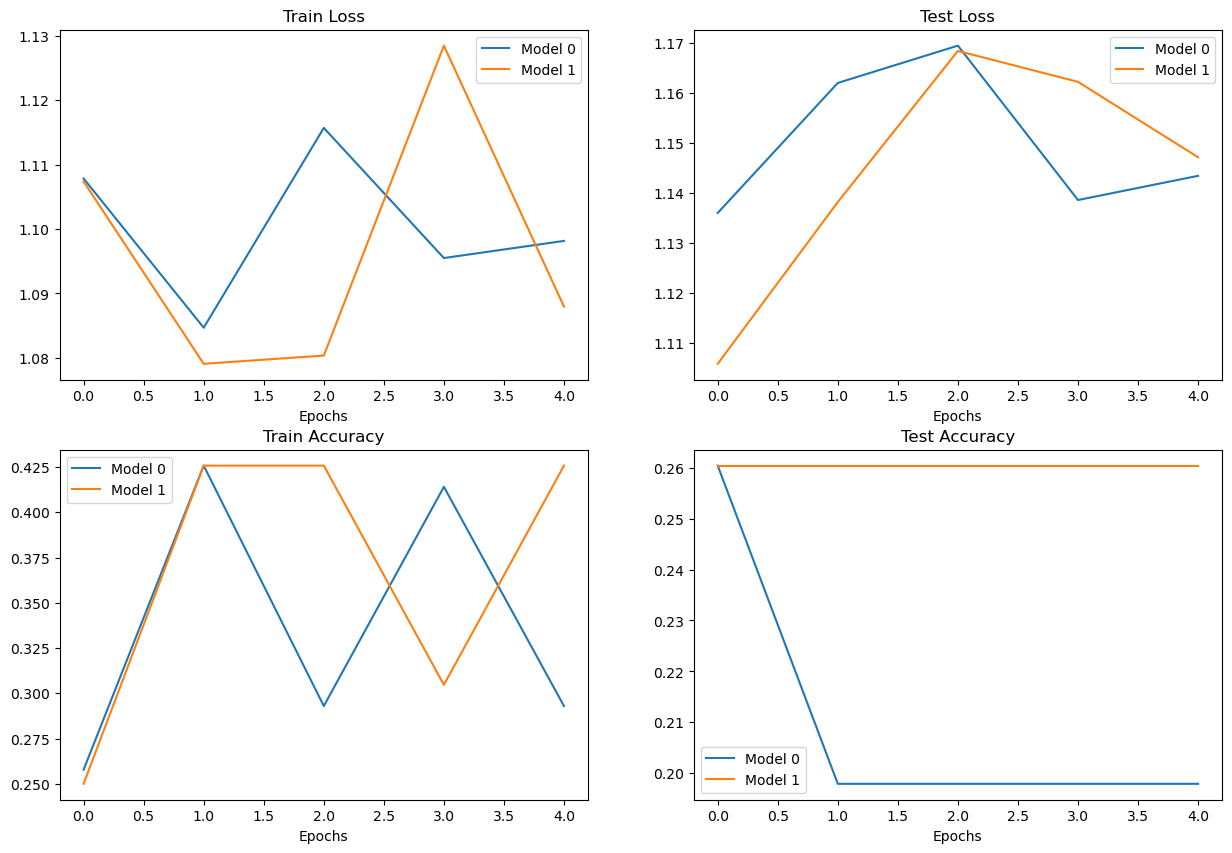 Train Loss
Model 0
Model 1
1.13
1.12
1.11
1.10
1.09
1.08
0.0 0.5 1.0 1.5 2.0 2.5 3.0 3.5 4.0
Epochs
Test Loss
Model 0
Model 1
1.17
1.16
1.15
1.14
1.13
1.12
1.11
0.0 0.5 1.0 1.5 2.0 2.5 3.0 3.5 4.0
Epochs
Train Accuracy
Model 0
Model 1
0.425
0.400
0.375
0.350
0.325
0.300
0.275
0.250
0.0 0.5 1.0 1.5 2.0 2.5 3.0 3.5 4.0
Epochs
Test Accuracy
0.26
0.25
0.24
0.23
0.22
0.21
0.20
Model 0
Model 1
0.0 0.5 1.0 1.5 2.0 2.5 3.0 3.5 4.0
Epochs